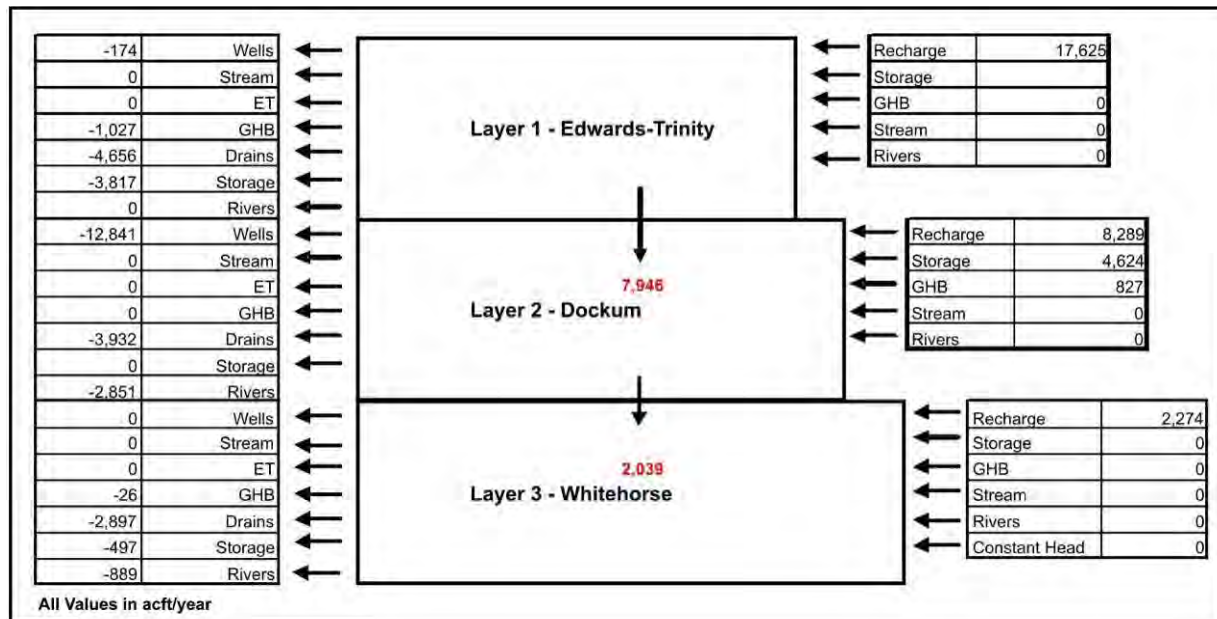 -174 Wells
0 Stream
0 ET
-1,027 GHB
-4,656 Drains
-3,817 Storage
0 Rivers
-12,841 Wells
0 Stream
0 ET
0 GHB
-3,932 Drains
0 Storage
-2,851 Rivers
0 Wells
0 Stream
0 ET
-26 GHB
-2,897 Drains
-497 Storage
-889 Rivers
Layer 1 - Edwards-Trinity
7,946
Layer 2 - Dockum
2,039
Layer 3 - Whitehorse
Recharge 17,625
Storage
GHB 0
Stream 0
Rivers 0
Recharge 8,289
Storage 4,624
GHB 827
Stream 0
Rivers 0
Recharge 2,274
Storage 0
GHB 0
Stream 0
Rivers 0
Constant Head 0
All Values in acft/year